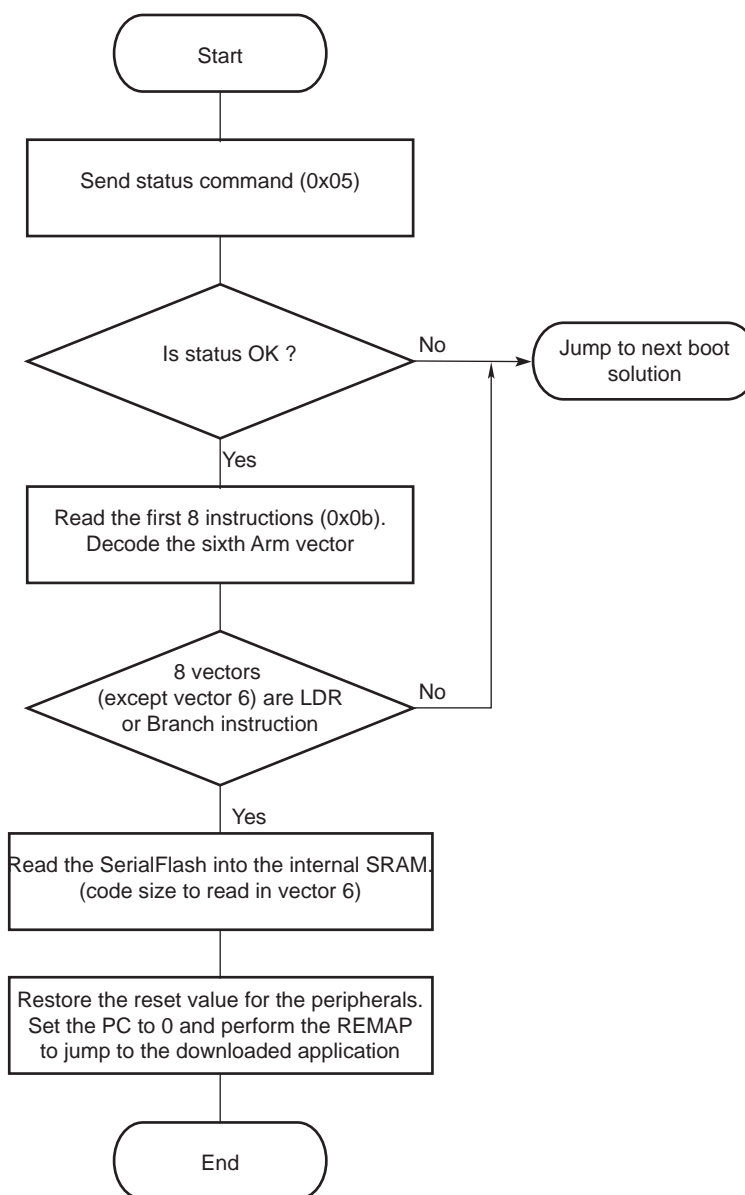 Start
Send status command (0x05)
Is status OK ?
No
Jump to next boot
solution
Yes
Read the first 8 instructions (0x0b).
Decode the sixth Arm vector
8 vectors
(except vector 6) are LDR
or Branch instruction
No
Yes
Read the SerialFlash into the internal SRAM.
(code size to read in vector 6)
Restore the reset value for the peripherals.
Set the PC to 0 and perform the REMAP
to jump to the downloaded application
End